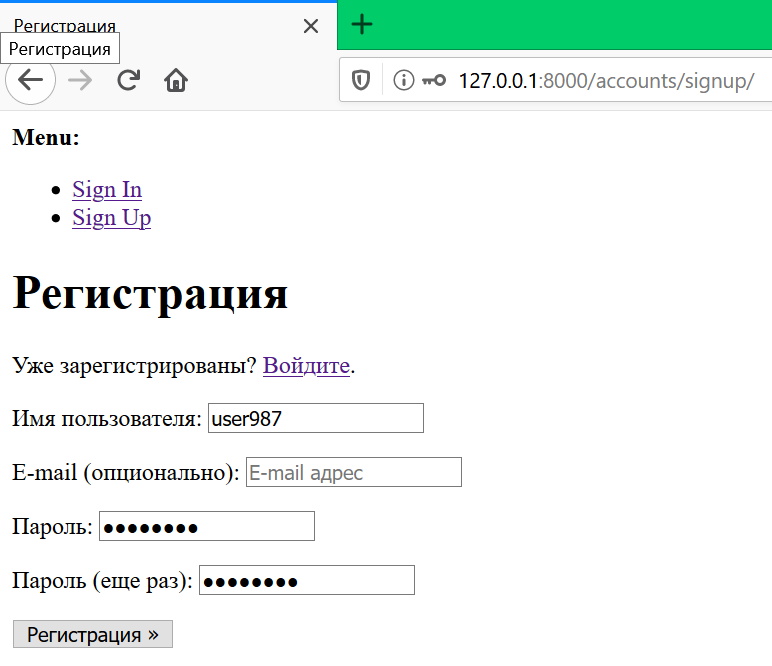 Регистрация
Регистрация
127.0.0.1:8000/accounts/signup/
Menu:
Sign In
Sign Up
Регистрация
Уже зарегистрированы? Войдите.
Имя пользователя: user987
E-mail (опционально): E-mail адрес
Пароль: ●●●●●●●●
Пароль (еще раз): ●●●●●●●●
Регистрация »